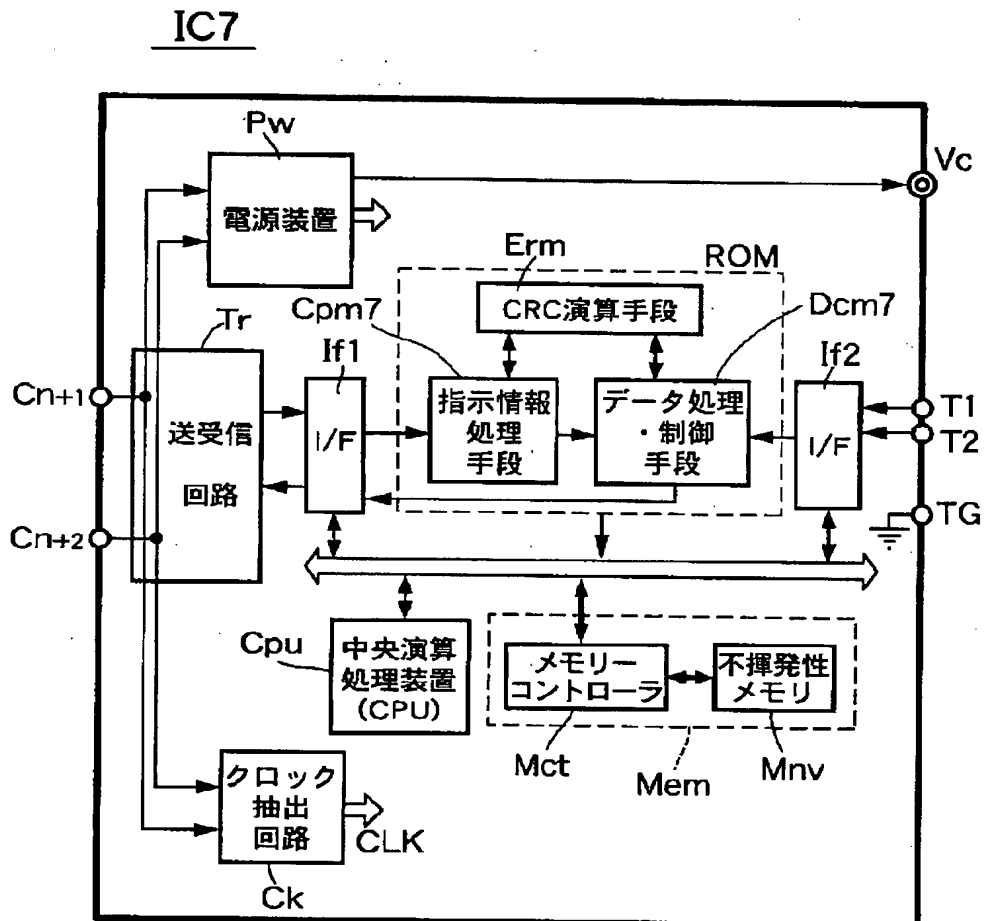 IC7
Pw
電源装置
Vc
Erm
ROM
CRC演算手段
Cpm7
Dcm7
Tr
If1
If2
Cn+1
送受信
回路
I/F
指示情報
処理
手段
データ処理
・制御
手段
I/F
T1
T2
TG
Cn+2
Cpu
中央演算
処理装置
(CPU)
メモリー
コントローラ
不揮発性
メモリ
Mct
Mem
Mnv
クロック
抽出
回路
CLK
Ck